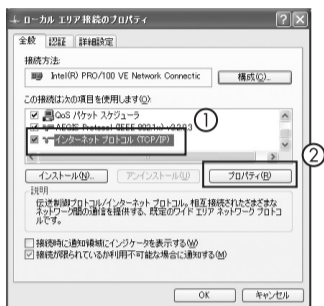 ローカル エリア接続のプロパティ
全般 認証 詳細設定
接続方法:
Intel(R) PRO/100 VE Network Connectic
構成(C)...
この接続は次の項目を使用します(O):
QoS パケット スケジューラ
AEGIS Protocol (IEEE 802.1x) v2.2.0.3
インターネット プロトコル (TCP/IP)
①
②
インストール(N)... アンインストール(U) プロパティ(R)
説明
伝送制御プロトコル/インターネット プロトコル。相互接続されたさまざまな
ネットワーク間の通信を提供する、既定のワイド エリア ネットワーク プロトコ
ルです。
接続時に通知領域にインジケータを表示する(W)
接続が限られているか利用不可能な場合に通知する(M)
OK キャンセル